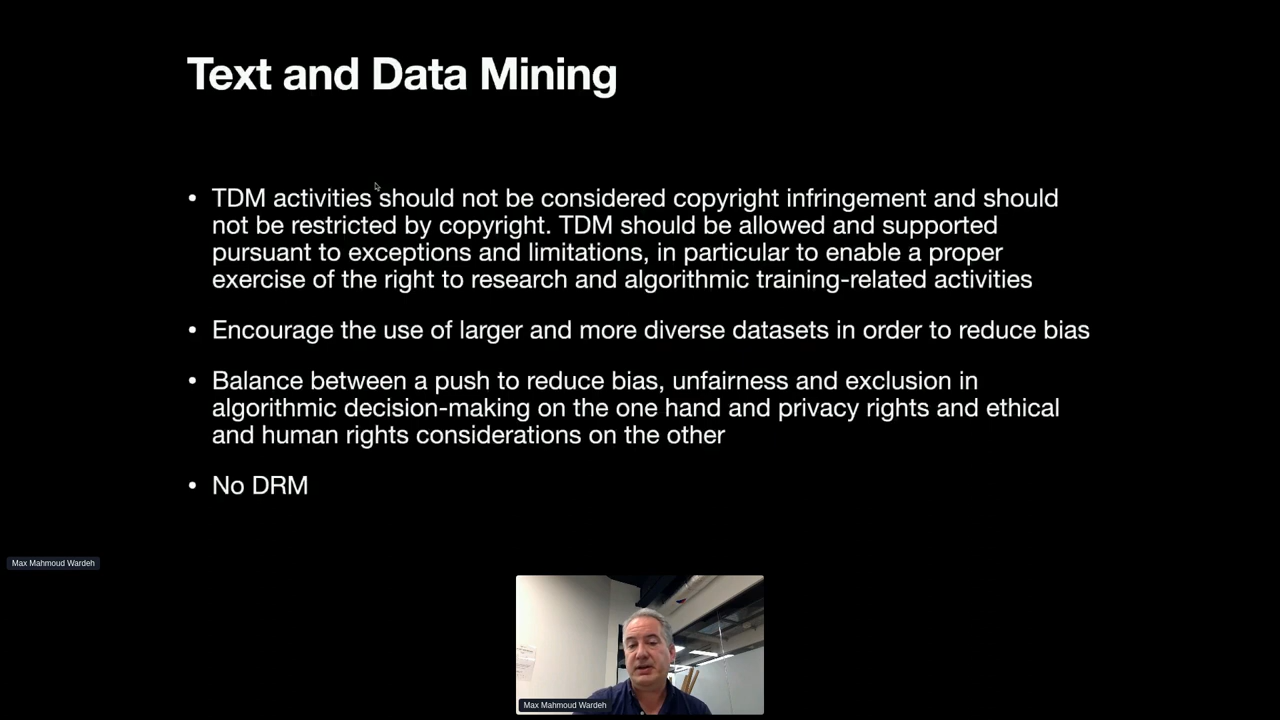 Text and Data Mining
• TDM activities should not be considered copyright infringement and should
not be restricted by copyright. TDM should be allowed and supported
pursuant to exceptions and limitations, in particular to enable a proper
exercise of the right to research and algorithmic training-related activities
• Encourage the use of larger and more diverse datasets in order to reduce bias
• Balance between a push to reduce bias, unfairness and exclusion in
algorithmic decision-making on the one hand and privacy rights and ethical
and human rights considerations on the other
• No DRM
Max Mahmoud Wardeh
Max Mahmoud Wardeh